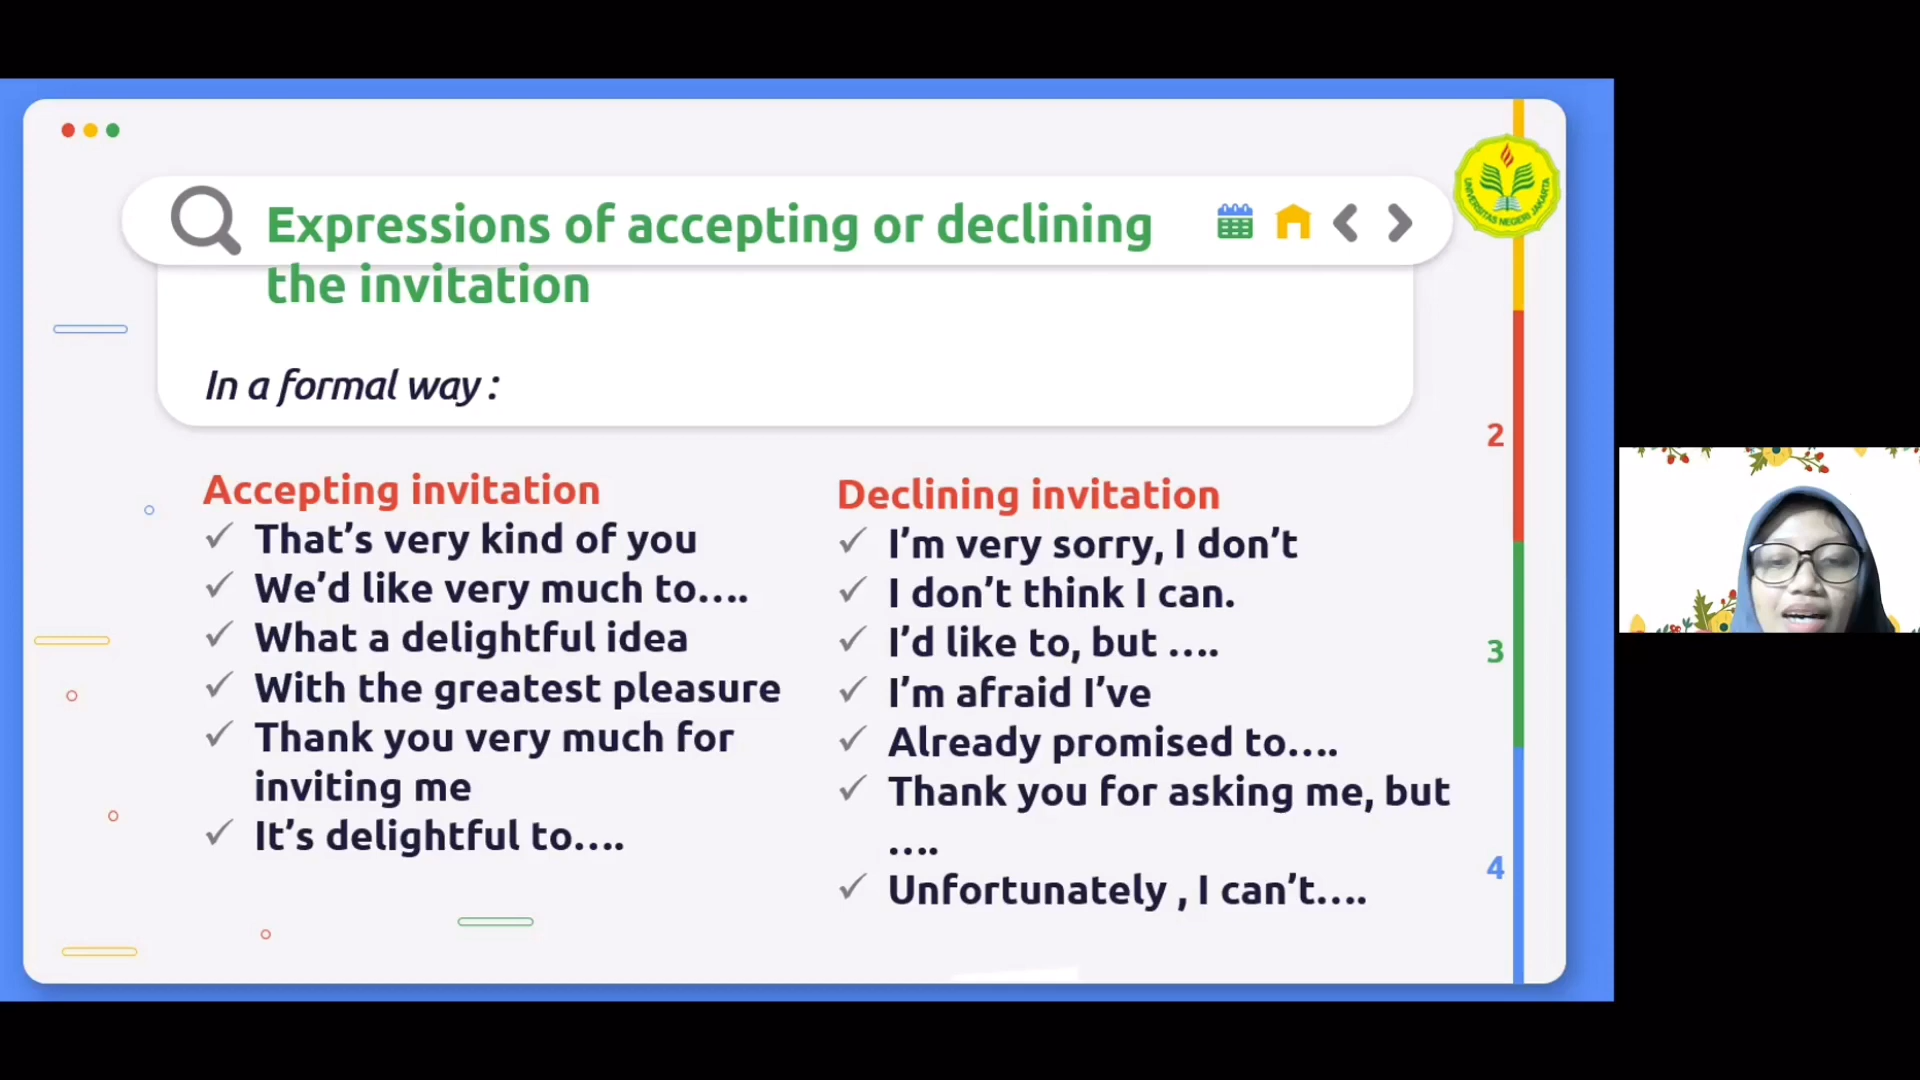 Expressions of accepting or declining
the invitation
UNIVERSITAS NEGERI JAKARTA
In a formal way :
Accepting invitation
✓ That’s very kind of you
✓ We’d like very much to....
✓ What a delightful idea
✓ With the greatest pleasure
✓ Thank you very much for
inviting me
✓ It’s delightful to....
Declining invitation
✓ I’m very sorry, I don’t
✓ I don’t think I can.
✓ I’d like to, but ....
✓ I’m afraid I’ve
✓ Already promised to....
✓ Thank you for asking me, but
....
✓ Unfortunately , I can’t....
2
3
4